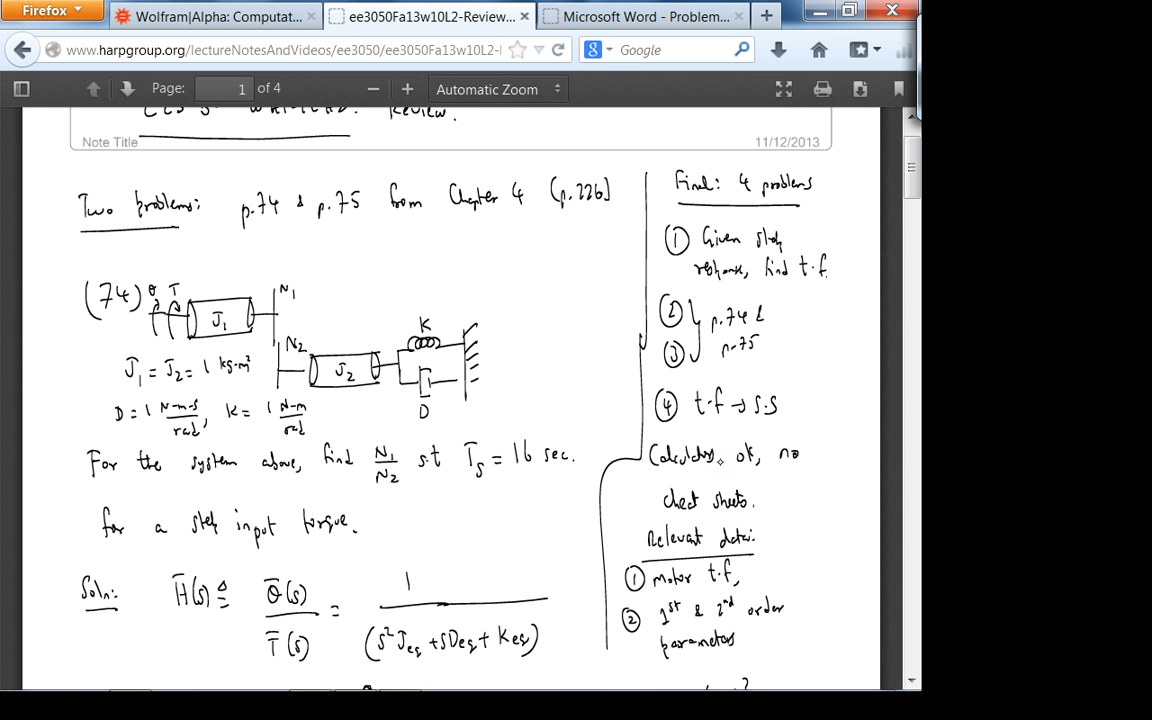 Firefox
Wolfram|Alpha: Computat...
ee3050Fa13w10L2-Review...
Microsoft Word - Problem...
www.harpgroup.org/lectureNotesAndVideos/ee3050/ee3050Fa13w10L2-
Google
Page: 1 of 4
Automatic Zoom
Review.
Note Title
11/12/2013
Two problems: p.74 & p.75 from Chapter 4 (p.226]
(74) θ T
J1
N1
N2
J2
K
D
J1 = J2 = 1 kg-m²
D = 1 N-m-s/rad, K = 1 N-m/rad
For the system above, find N1/N2 s.t Ts = 16 sec.
for a step input torque.
Soln: H̄(s) ≜ Θ̄(s)/T̄(s) = 1/(s²Jeq + sDeq + Keq)
Final: 4 problems
① Given step
response, find t.f.
②
③
p.74 &
p.75
④ t.f → s.s
Calculators ok, no
cheat sheets.
Relevant data:
① motor t.f,
② 1st & 2nd order
parameters